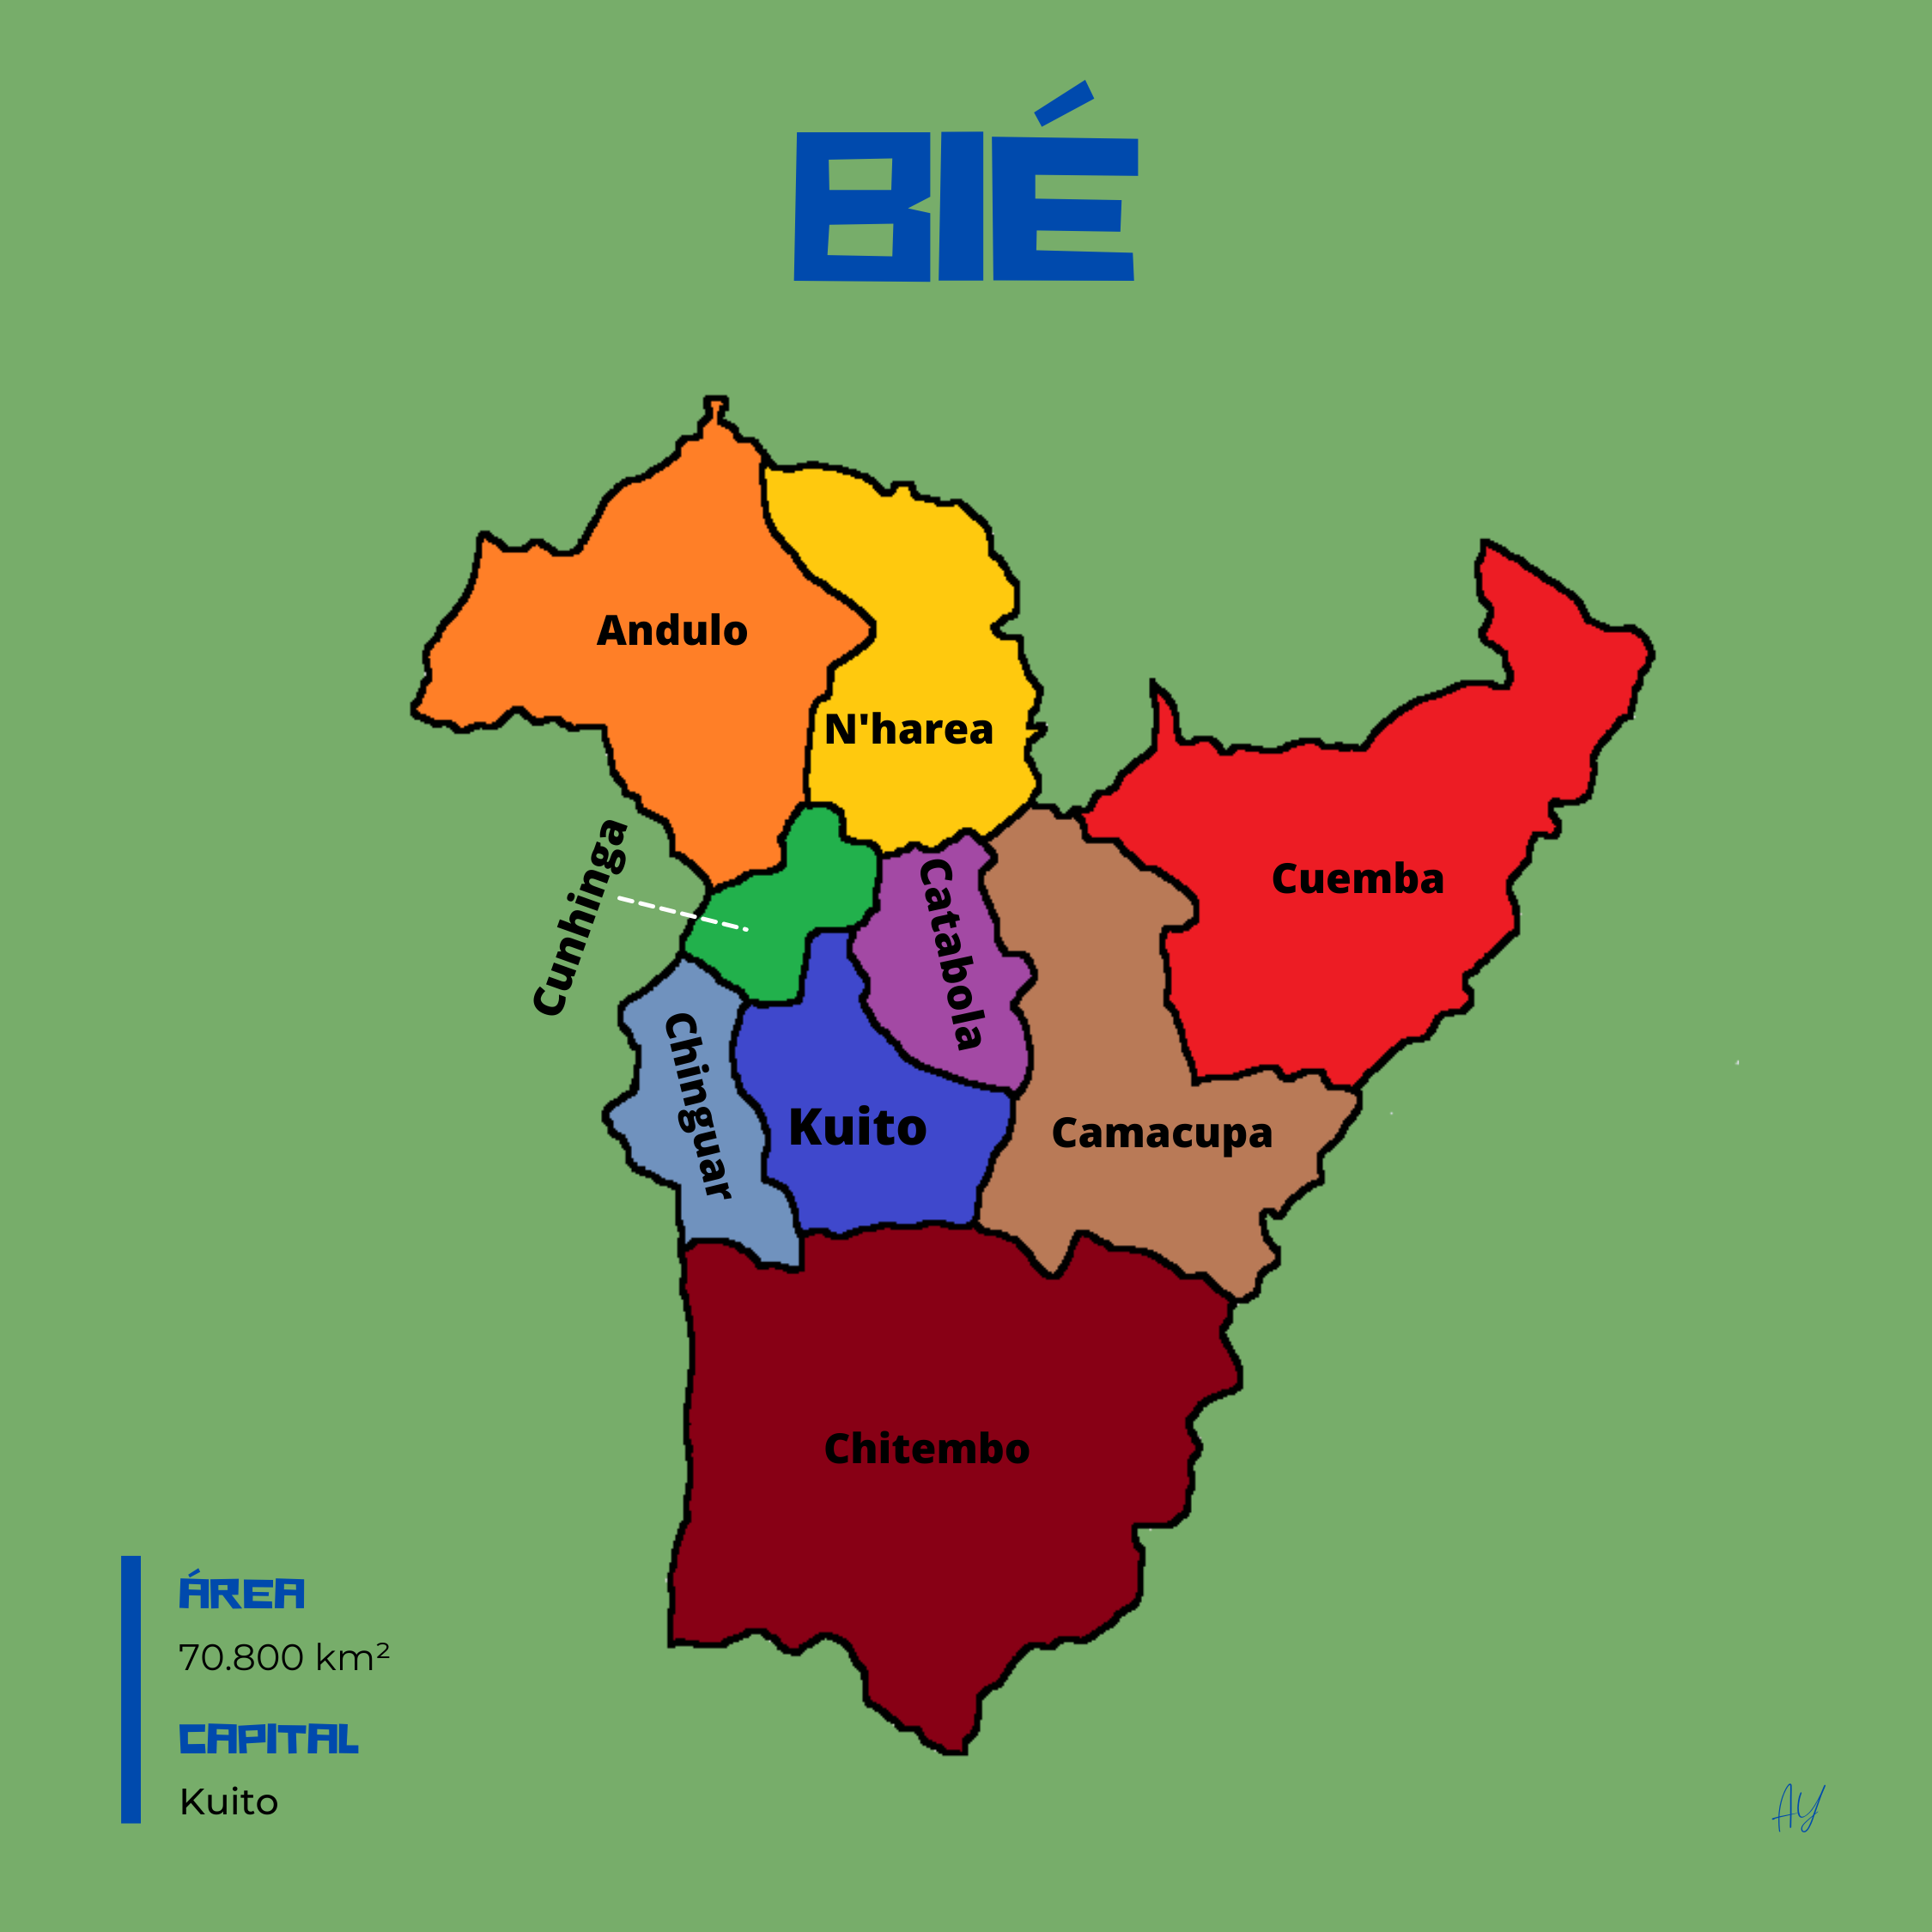 BIÉ
Andulo
N'harea
Cuemba
Cunhinga
Catabola
Chinguar
Kuito
Camacupa
Chitembo
ÁREA
70.800 km²
CAPITAL
Kuito
AY